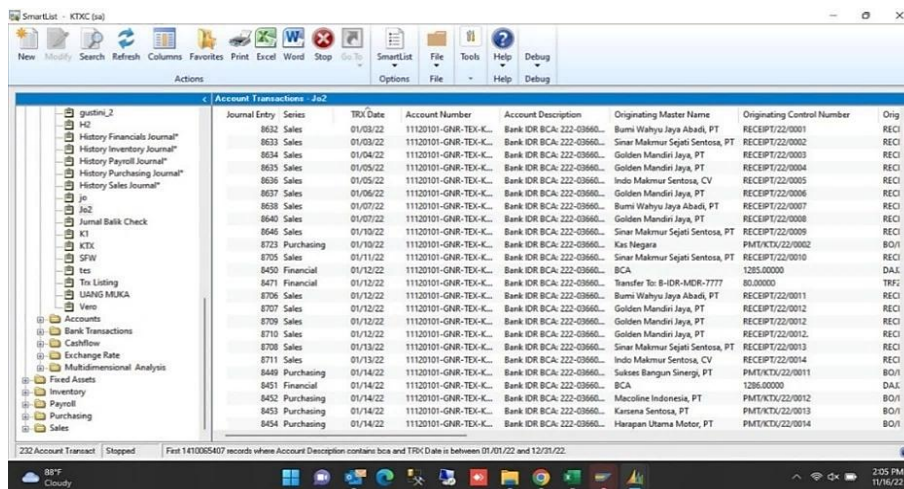 SmartList - KTXC (sa)
New Modify Search Refresh Columns Favorites Print Excel Word Stop Go To SmartList File Tools Help Debug
Actions Options File Help Debug
Account Transactions - Jo2
gustini_2
H2
History Financials Journal*
History Inventory Journal*
History Payroll Journal*
History Purchasing Journal*
History Sales Journal*
jo
Jo2
Jurnal Balik Check
K1
KTX
SFW
tes
Trx Listing
UANG MUKA
Vero
Accounts
Bank Transactions
Cashflow
Exchange Rate
Multidimensional Analysis
Fixed Assets
Inventory
Payroll
Purchasing
Sales
Journal Entry Series TRX Date Account Number Account Description Originating Master Name Originating Control Number Orig
8632 Sales 01/03/22 11120101-GNR-TEX-K... Bank IDR BCA: 222-03660... Bumi Wahyu Jaya Abadi, PT RECEIPT/22/0001 RECI
8633 Sales 01/03/22 11120101-GNR-TEX-K... Bank IDR BCA: 222-03660... Sinar Makmur Sejati Sentosa, PT RECEIPT/22/0002 RECI
8634 Sales 01/04/22 11120101-GNR-TEX-K... Bank IDR BCA: 222-03660... Golden Mandiri Jaya, PT RECEIPT/22/0003 RECI
8635 Sales 01/05/22 11120101-GNR-TEX-K... Bank IDR BCA: 222-03660... Golden Mandiri Jaya, PT RECEIPT/22/0004 RECI
8636 Sales 01/05/22 11120101-GNR-TEX-K... Bank IDR BCA: 222-03660... Indo Makmur Sentosa, CV RECEIPT/22/0005 RECI
8637 Sales 01/06/22 11120101-GNR-TEX-K... Bank IDR BCA: 222-03660... Golden Mandiri Jaya, PT RECEIPT/22/0006 RECI
8638 Sales 01/07/22 11120101-GNR-TEX-K... Bank IDR BCA: 222-03660... Bumi Wahyu Jaya Abadi, PT RECEIPT/22/0007 RECI
8640 Sales 01/07/22 11120101-GNR-TEX-K... Bank IDR BCA: 222-03660... Golden Mandiri Jaya, PT RECEIPT/22/0008 RECI
8646 Sales 01/10/22 11120101-GNR-TEX-K... Bank IDR BCA: 222-03660... Sinar Makmur Sejati Sentosa, PT RECEIPT/22/0009 RECI
8723 Purchasing 01/10/22 11120101-GNR-TEX-K... Bank IDR BCA: 222-03660... Kas Negara PMT/KTX/22/0002 BO/I
8705 Sales 01/11/22 11120101-GNR-TEX-K... Bank IDR BCA: 222-03660... Sinar Makmur Sejati Sentosa, PT RECEIPT/22/0010 RECI
8450 Financial 01/12/22 11120101-GNR-TEX-K... Bank IDR BCA: 222-03660... BCA 1285.00000 DAJ.
8471 Financial 01/12/22 11120101-GNR-TEX-K... Bank IDR BCA: 222-03660... Transfer To: B-IDR-MDR-7777 80.00000 TRF2
8706 Sales 01/12/22 11120101-GNR-TEX-K... Bank IDR BCA: 222-03660... Bumi Wahyu Jaya Abadi, PT RECEIPT/22/0011 RECI
8707 Sales 01/12/22 11120101-GNR-TEX-K... Bank IDR BCA: 222-03660... Golden Mandiri Jaya, PT RECEIPT/22/0012 RECI
8709 Sales 01/12/22 11120101-GNR-TEX-K... Bank IDR BCA: 222-03660... Golden Mandiri Jaya, PT RECEIPT/22/0012. RECI
8710 Sales 01/12/22 11120101-GNR-TEX-K... Bank IDR BCA: 222-03660... Golden Mandiri Jaya, PT RECEIPT/22/0012. RECI
8708 Sales 01/13/22 11120101-GNR-TEX-K... Bank IDR BCA: 222-03660... Sinar Makmur Sejati Sentosa, PT RECEIPT/22/0013 RECI
8711 Sales 01/13/22 11120101-GNR-TEX-K... Bank IDR BCA: 222-03660... Indo Makmur Sentosa, CV RECEIPT/22/0014 RECI
8449 Purchasing 01/14/22 11120101-GNR-TEX-K... Bank IDR BCA: 222-03660... Sukses Bangun Sinergi, PT PMT/KTX/22/0011 BO/I
8451 Financial 01/14/22 11120101-GNR-TEX-K... Bank IDR BCA: 222-03660... BCA 1286.00000 DAJ.
8452 Purchasing 01/14/22 11120101-GNR-TEX-K... Bank IDR BCA: 222-03660... Macoline Indonesia, PT PMT/KTX/22/0012 BO/I
8453 Purchasing 01/14/22 11120101-GNR-TEX-K... Bank IDR BCA: 222-03660... Karsena Sentosa, PT PMT/KTX/22/0013 BO/I
8454 Purchasing 01/14/22 11120101-GNR-TEX-K... Bank IDR BCA: 222-03660... Harapan Utama Motor, PT PMT/KTX/22/0014 BO/I
232 Account Transact Stopped First 1410065407 records where Account Description contains bca and TRX Date is between 01/01/22 and 12/31/22.
88°F
Cloudy
2:05 PM
11/16/22